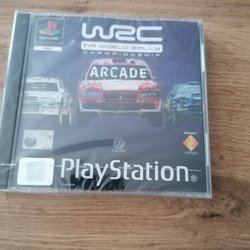 WRC
FIA WORLD RALLY
CHAMPIONSHIP
ARCADE
PlayStation®